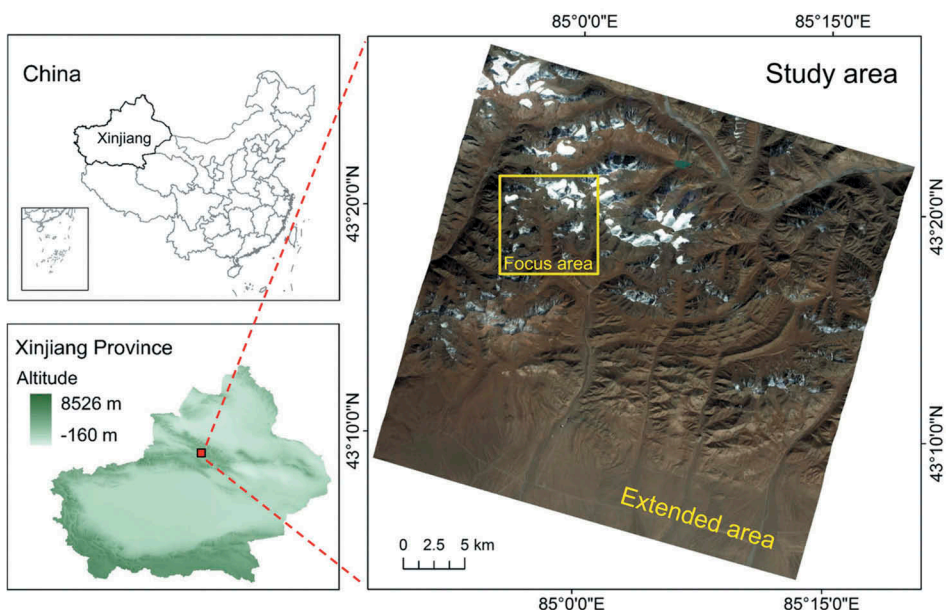 China
Xinjiang
Xinjiang Province
Altitude
8526 m
-160 m
85°0'0"E
85°15'0"E
Study area
43°20'0"N
43°20'0"N
Focus area
43°10'0"N
43°10'0"N
Extended area
0 2.5 5 km
85°0'0"E
85°15'0"E